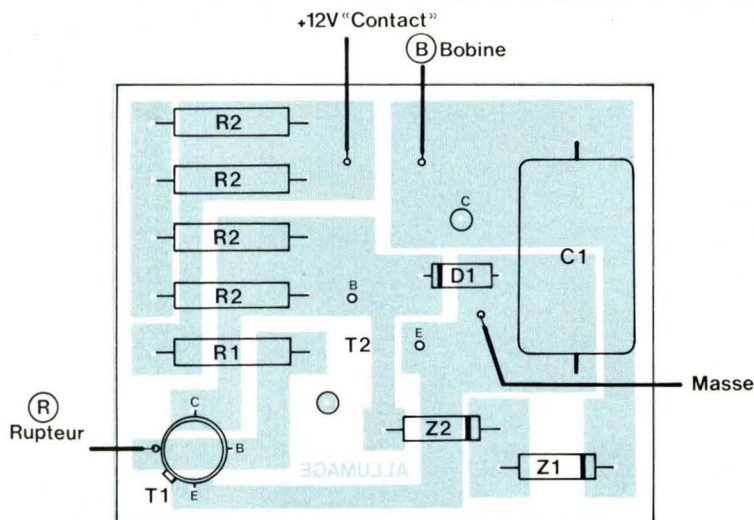 +12V "Contact"
B Bobine
R2
R2
C
R2
D1
C1
R2
B
E
R1
T2
Masse
R
Rupteur
C
B
Z2
T1
E
ALLUMAGE
Z1